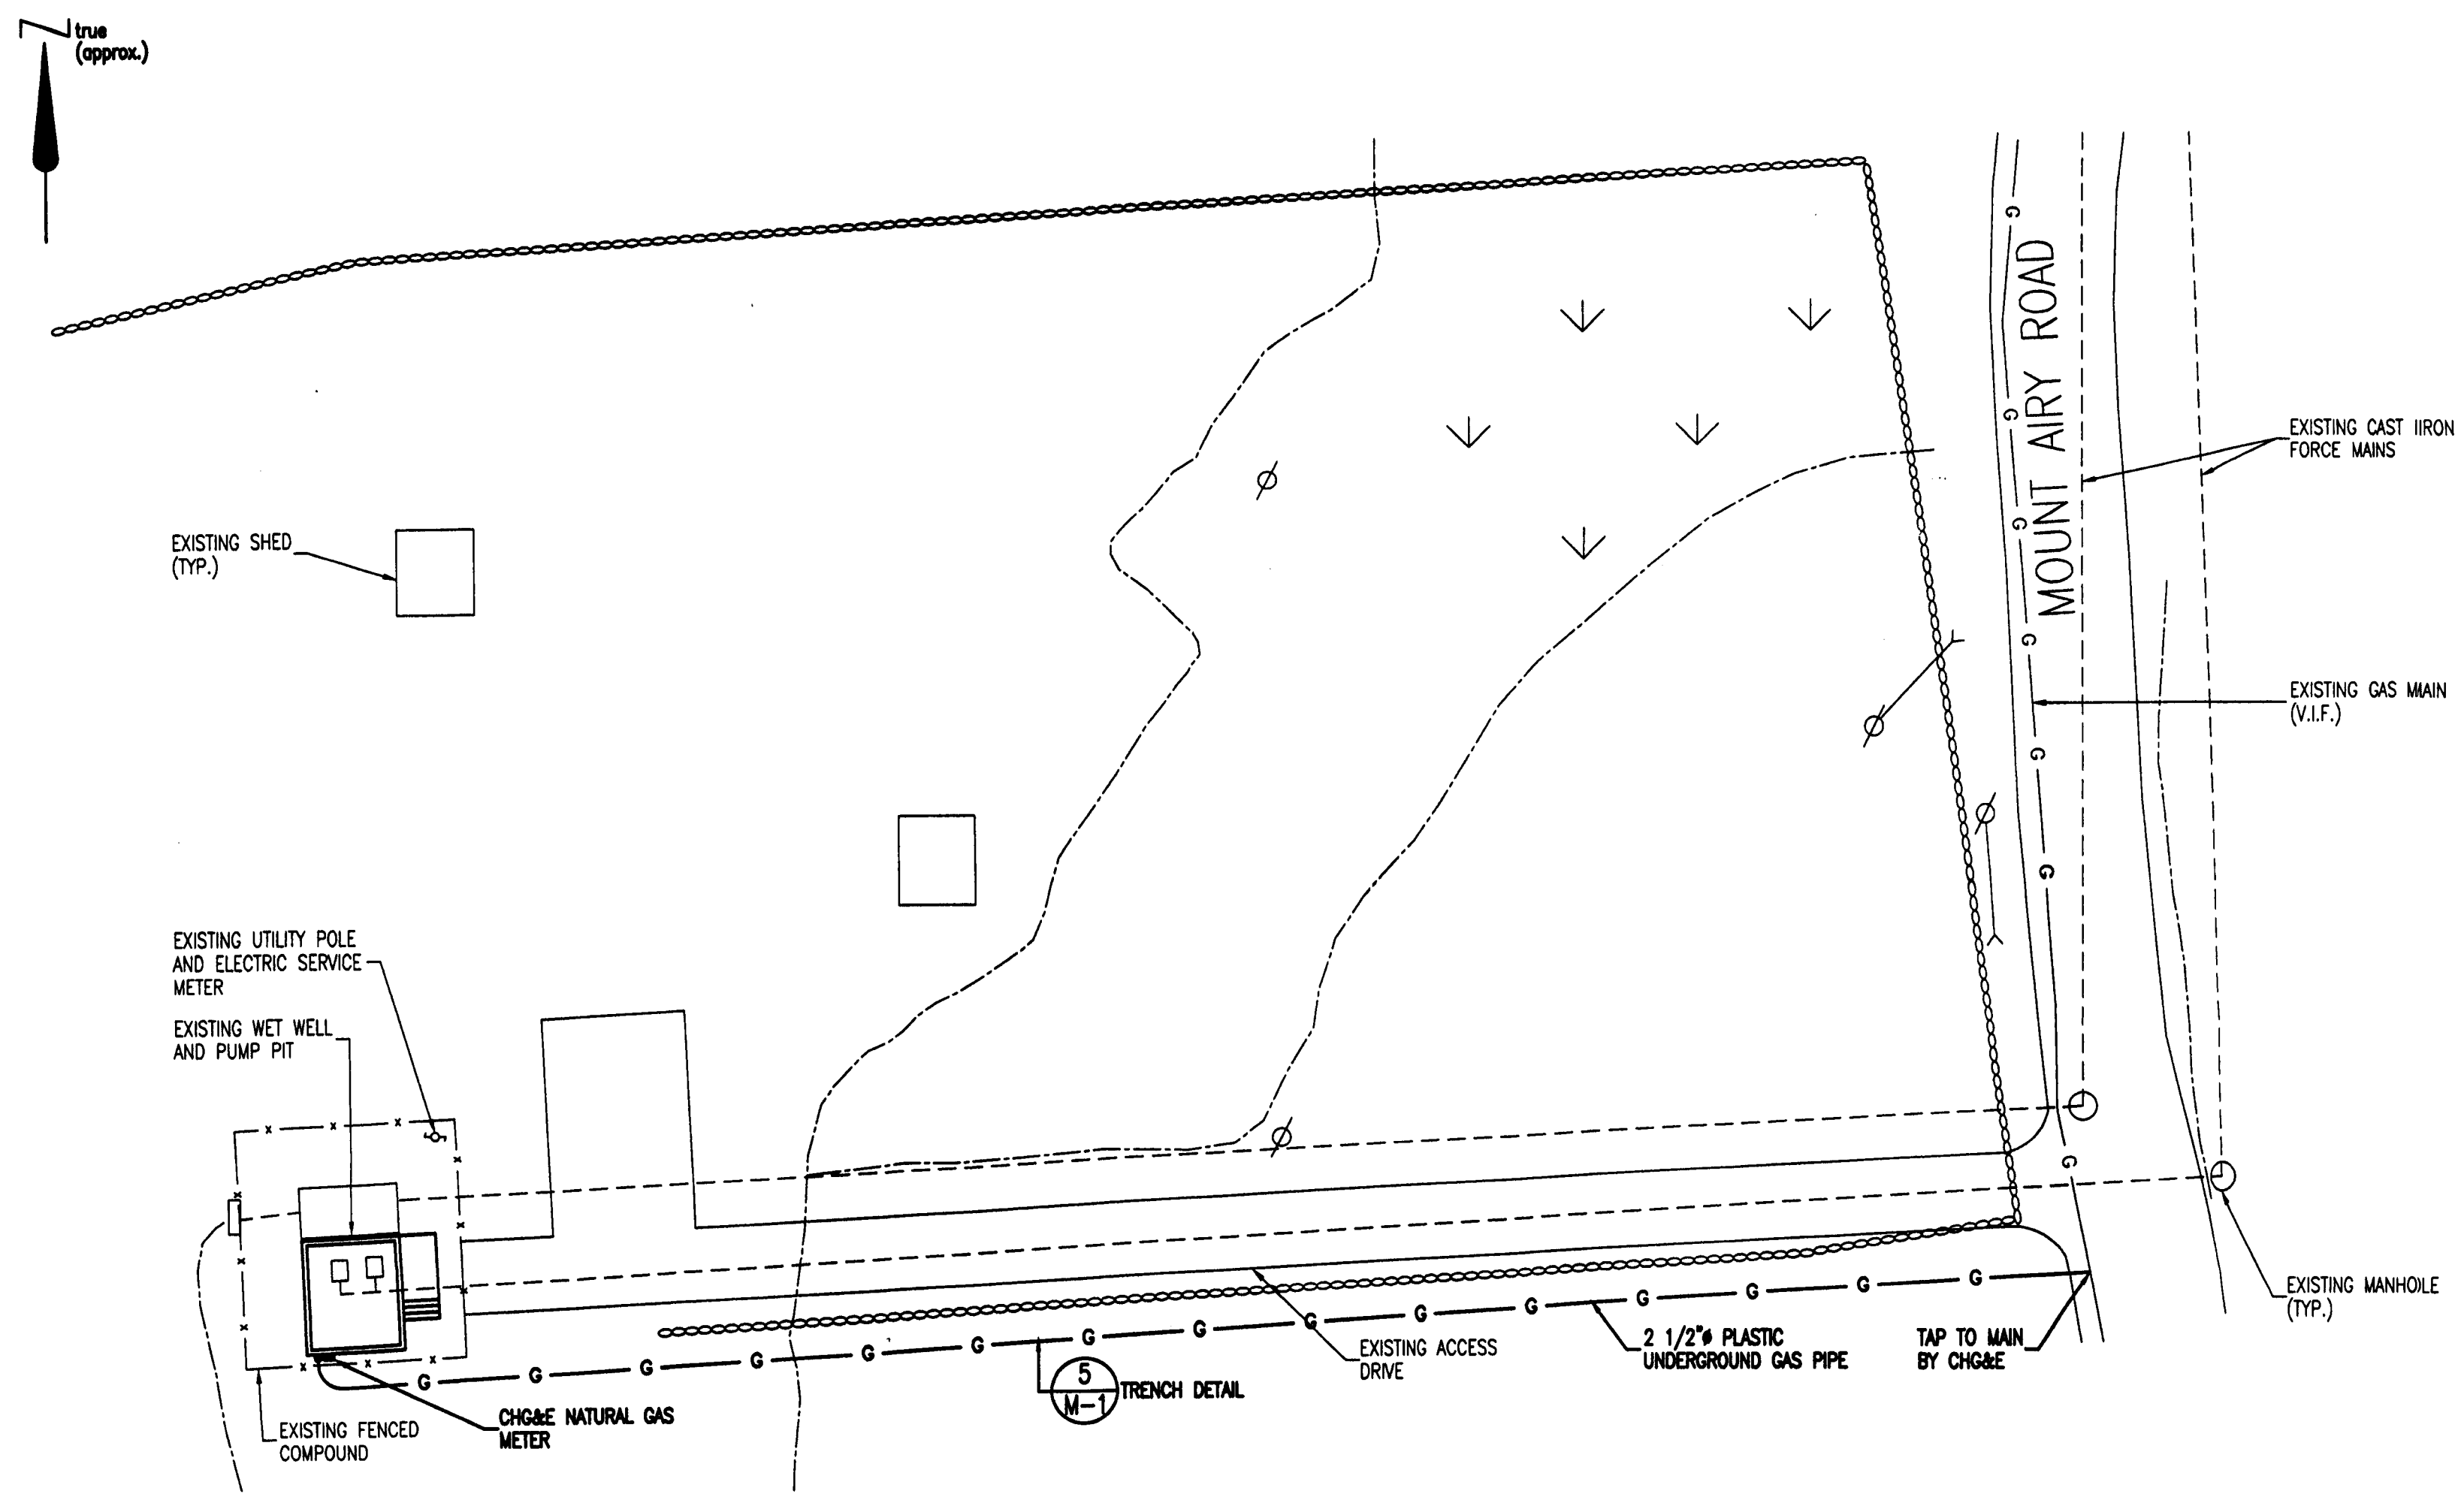 true
(approx.)
MOUNT AIRY ROAD
G
G
G
G
G
G
G
EXISTING CAST IIRON
FORCE MAINS
EXISTING SHED
(TYP.)
EXISTING GAS MAIN
(V.I.F.)
EXISTING UTILITY POLE
AND ELECTRIC SERVICE
METER
EXISTING WET WELL
AND PUMP PIT
EXISTING MANHOLE
(TYP.)
G G G G G G G G G G G G G G G
2 1/2"ø PLASTIC
UNDERGROUND GAS PIPE
TAP TO MAIN
BY CHG&E
EXISTING ACCESS
DRIVE
5
M-1
TRENCH DETAIL
CHG&E NATURAL GAS
METER
EXISTING FENCED
COMPOUND